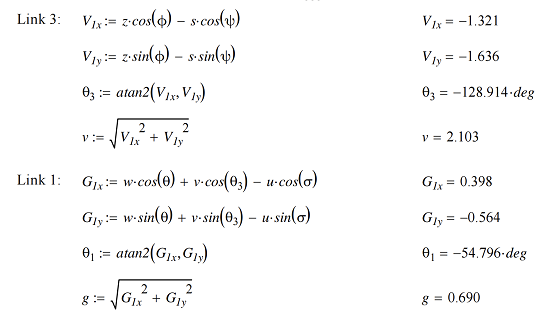 Link 3: V1x := z·cos(ϕ) − s·cos(ψ) V1x = −1.321
V1y := z·sin(ϕ) − s·sin(ψ) V1y = −1.636
θ3 := atan2(V1x, V1y) θ3 = −128.914·deg
v := √(V1x² + V1y²) v = 2.103
Link 1: G1x := w·cos(θ) + v·cos(θ3) − u·cos(σ) G1x = 0.398
G1y := w·sin(θ) + v·sin(θ3) − u·sin(σ) G1y = −0.564
θ1 := atan2(G1x, G1y) θ1 = −54.796·deg
g := √(G1x² + G1y²) g = 0.690